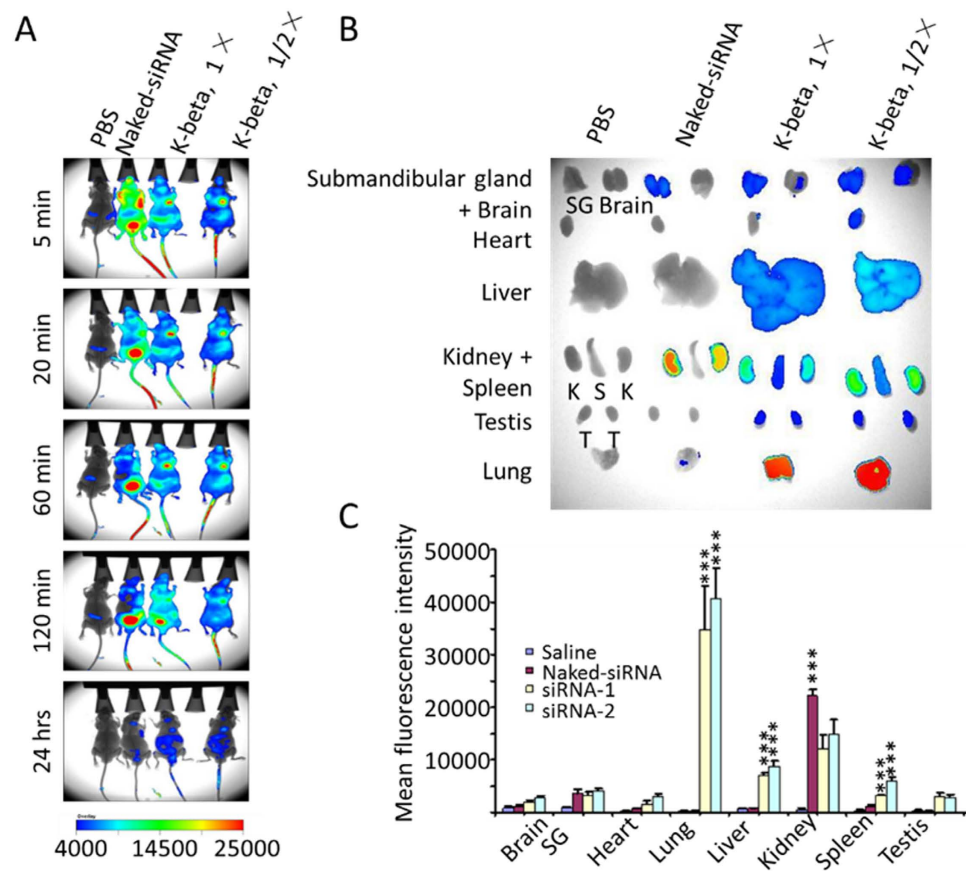 A
PBS
Naked-siRNA
K-beta, 1×
K-beta, 1/2×
5 min
20 min
60 min
120 min
24 hrs
Overlay
4000 14500 25000
B
PBS
Naked-siRNA
K-beta, 1×
K-beta, 1/2×
Submandibular gland
+ Brain
SG Brain
Heart
Liver
Kidney +
Spleen
K S K
Testis
T T
Lung
C
Mean fluorescence intensity
50000
40000
30000
20000
10000
Saline
Naked-siRNA
siRNA-1
siRNA-2
***
***
***
***
***
***
***
Brain
SG
Heart
Lung
Liver
Kidney
Spleen
Testis